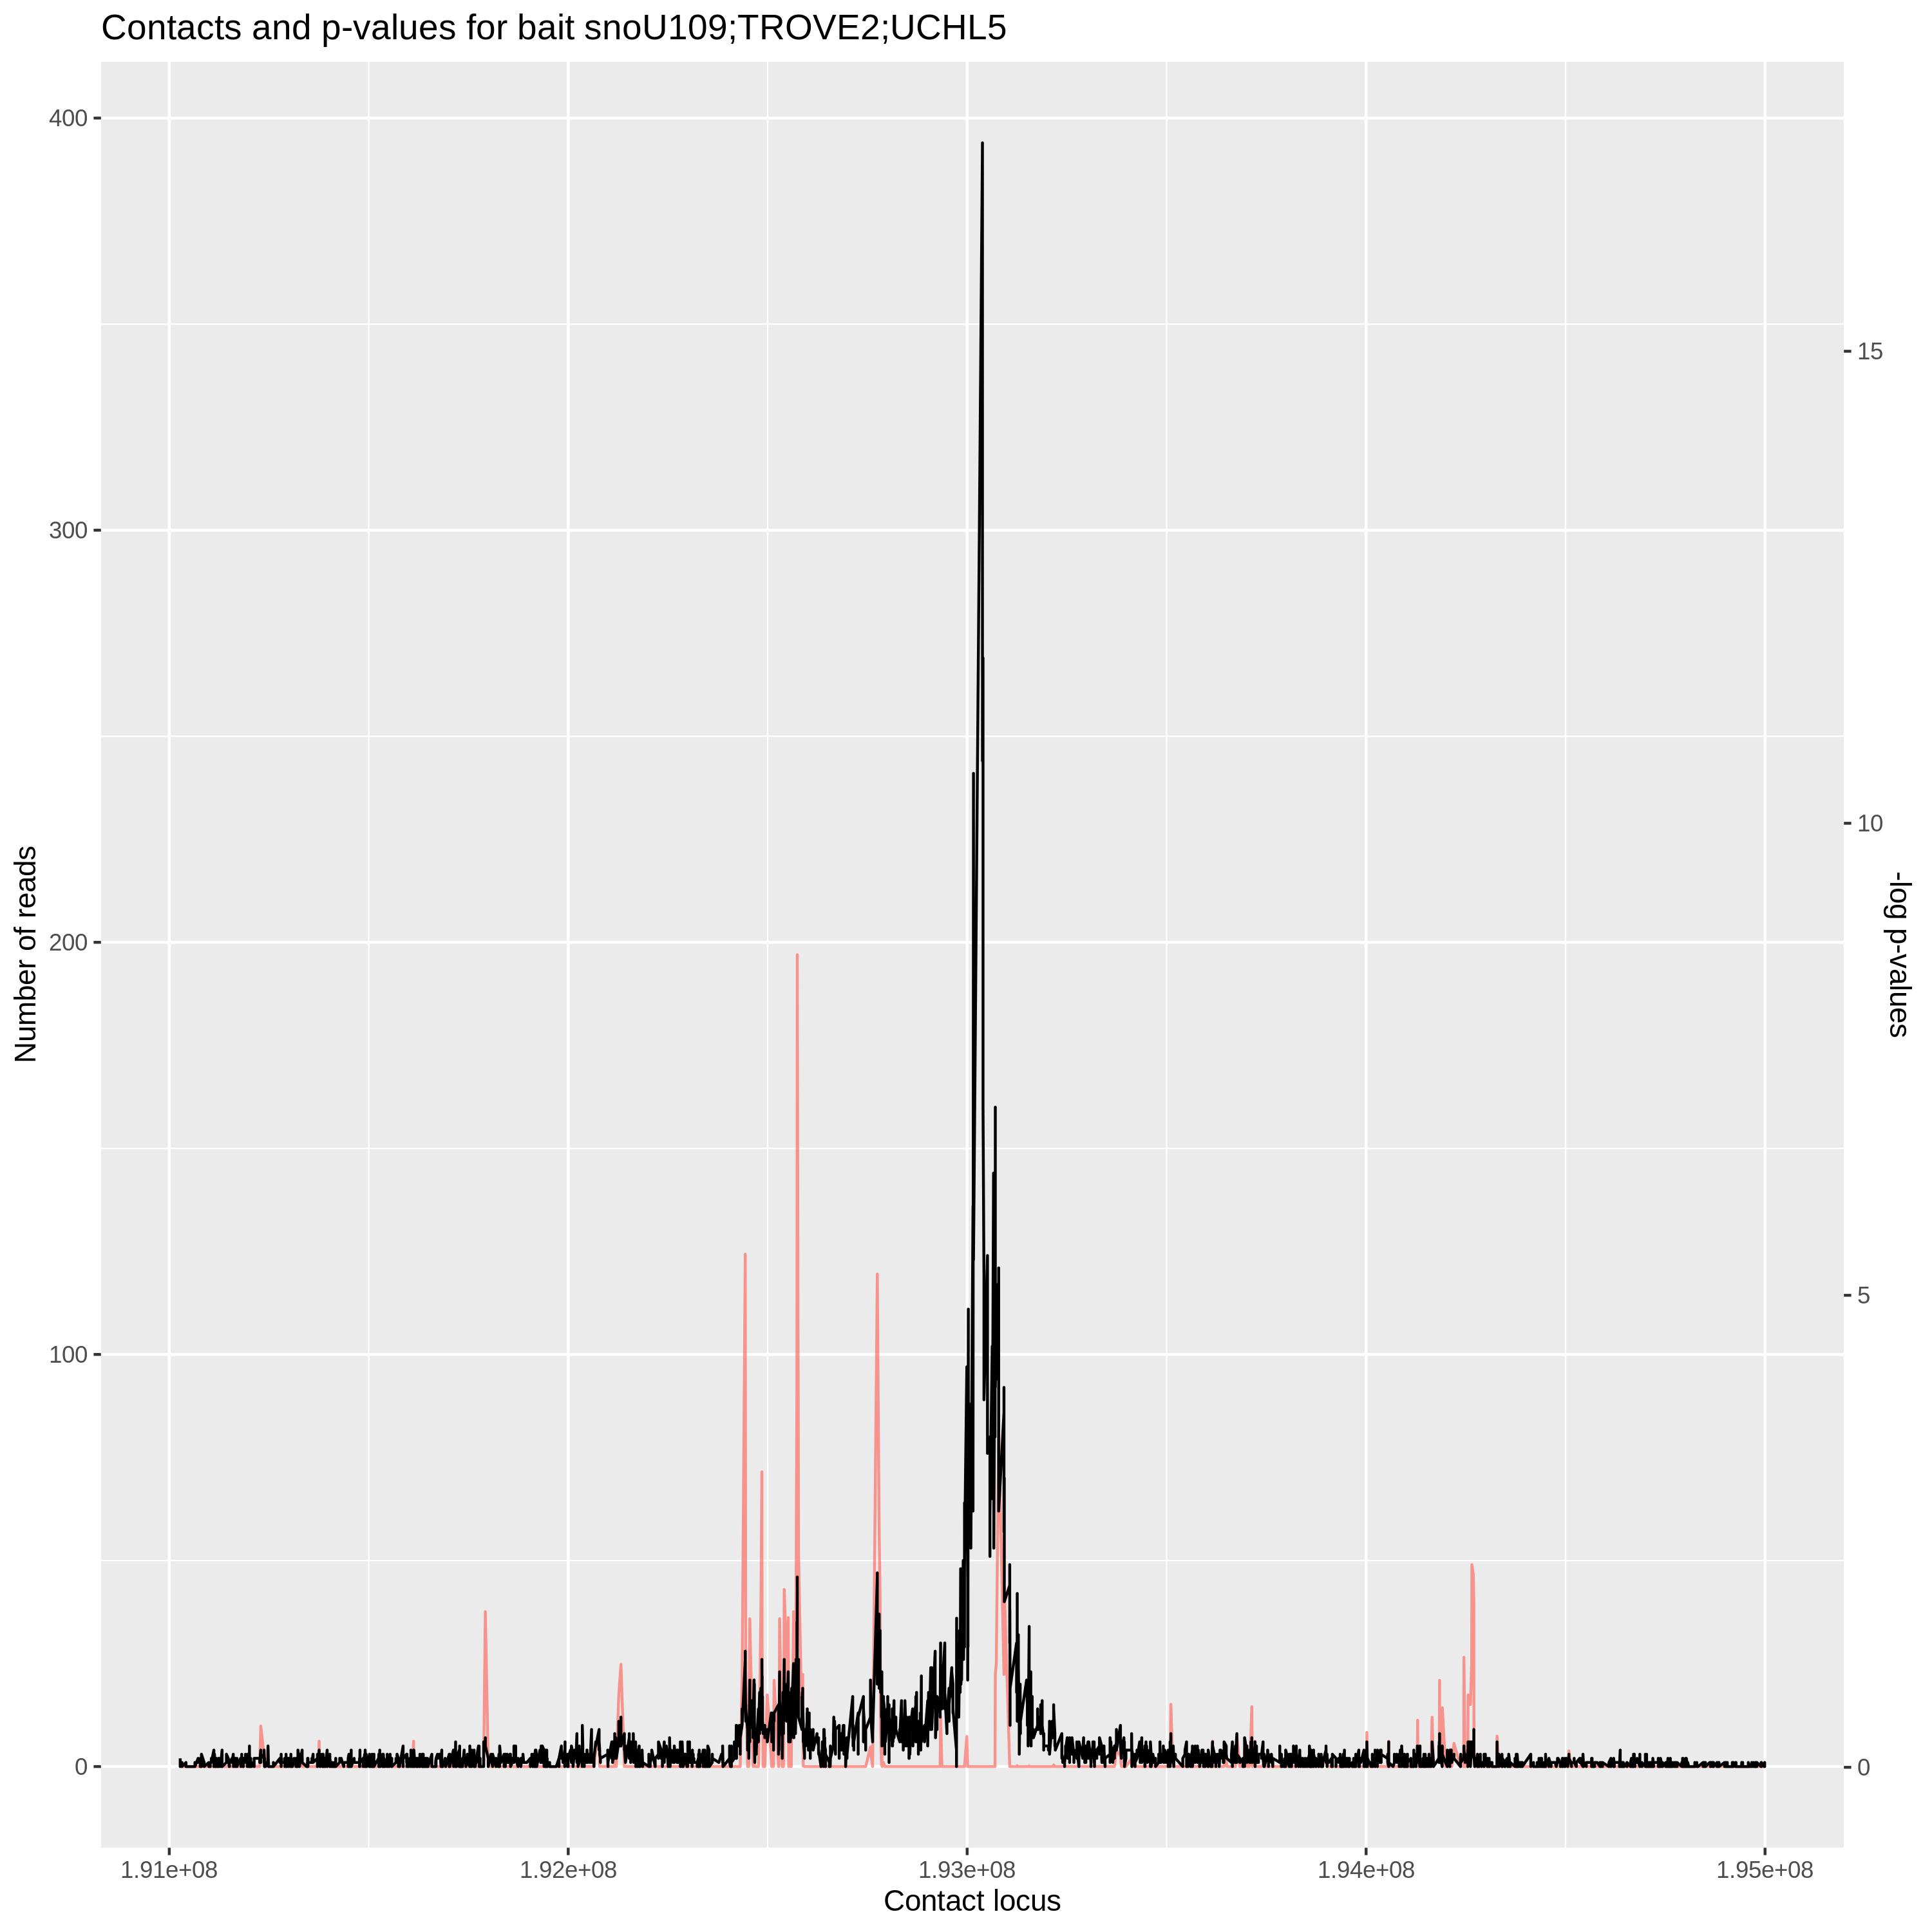 Contacts and p-values for bait snoU109;TROVE2;UCHL5
400
300
200
100
0
Number of reads
15
10
5
0
-log p-values
1.91e+08
1.92e+08
1.93e+08
1.94e+08
1.95e+08
Contact locus